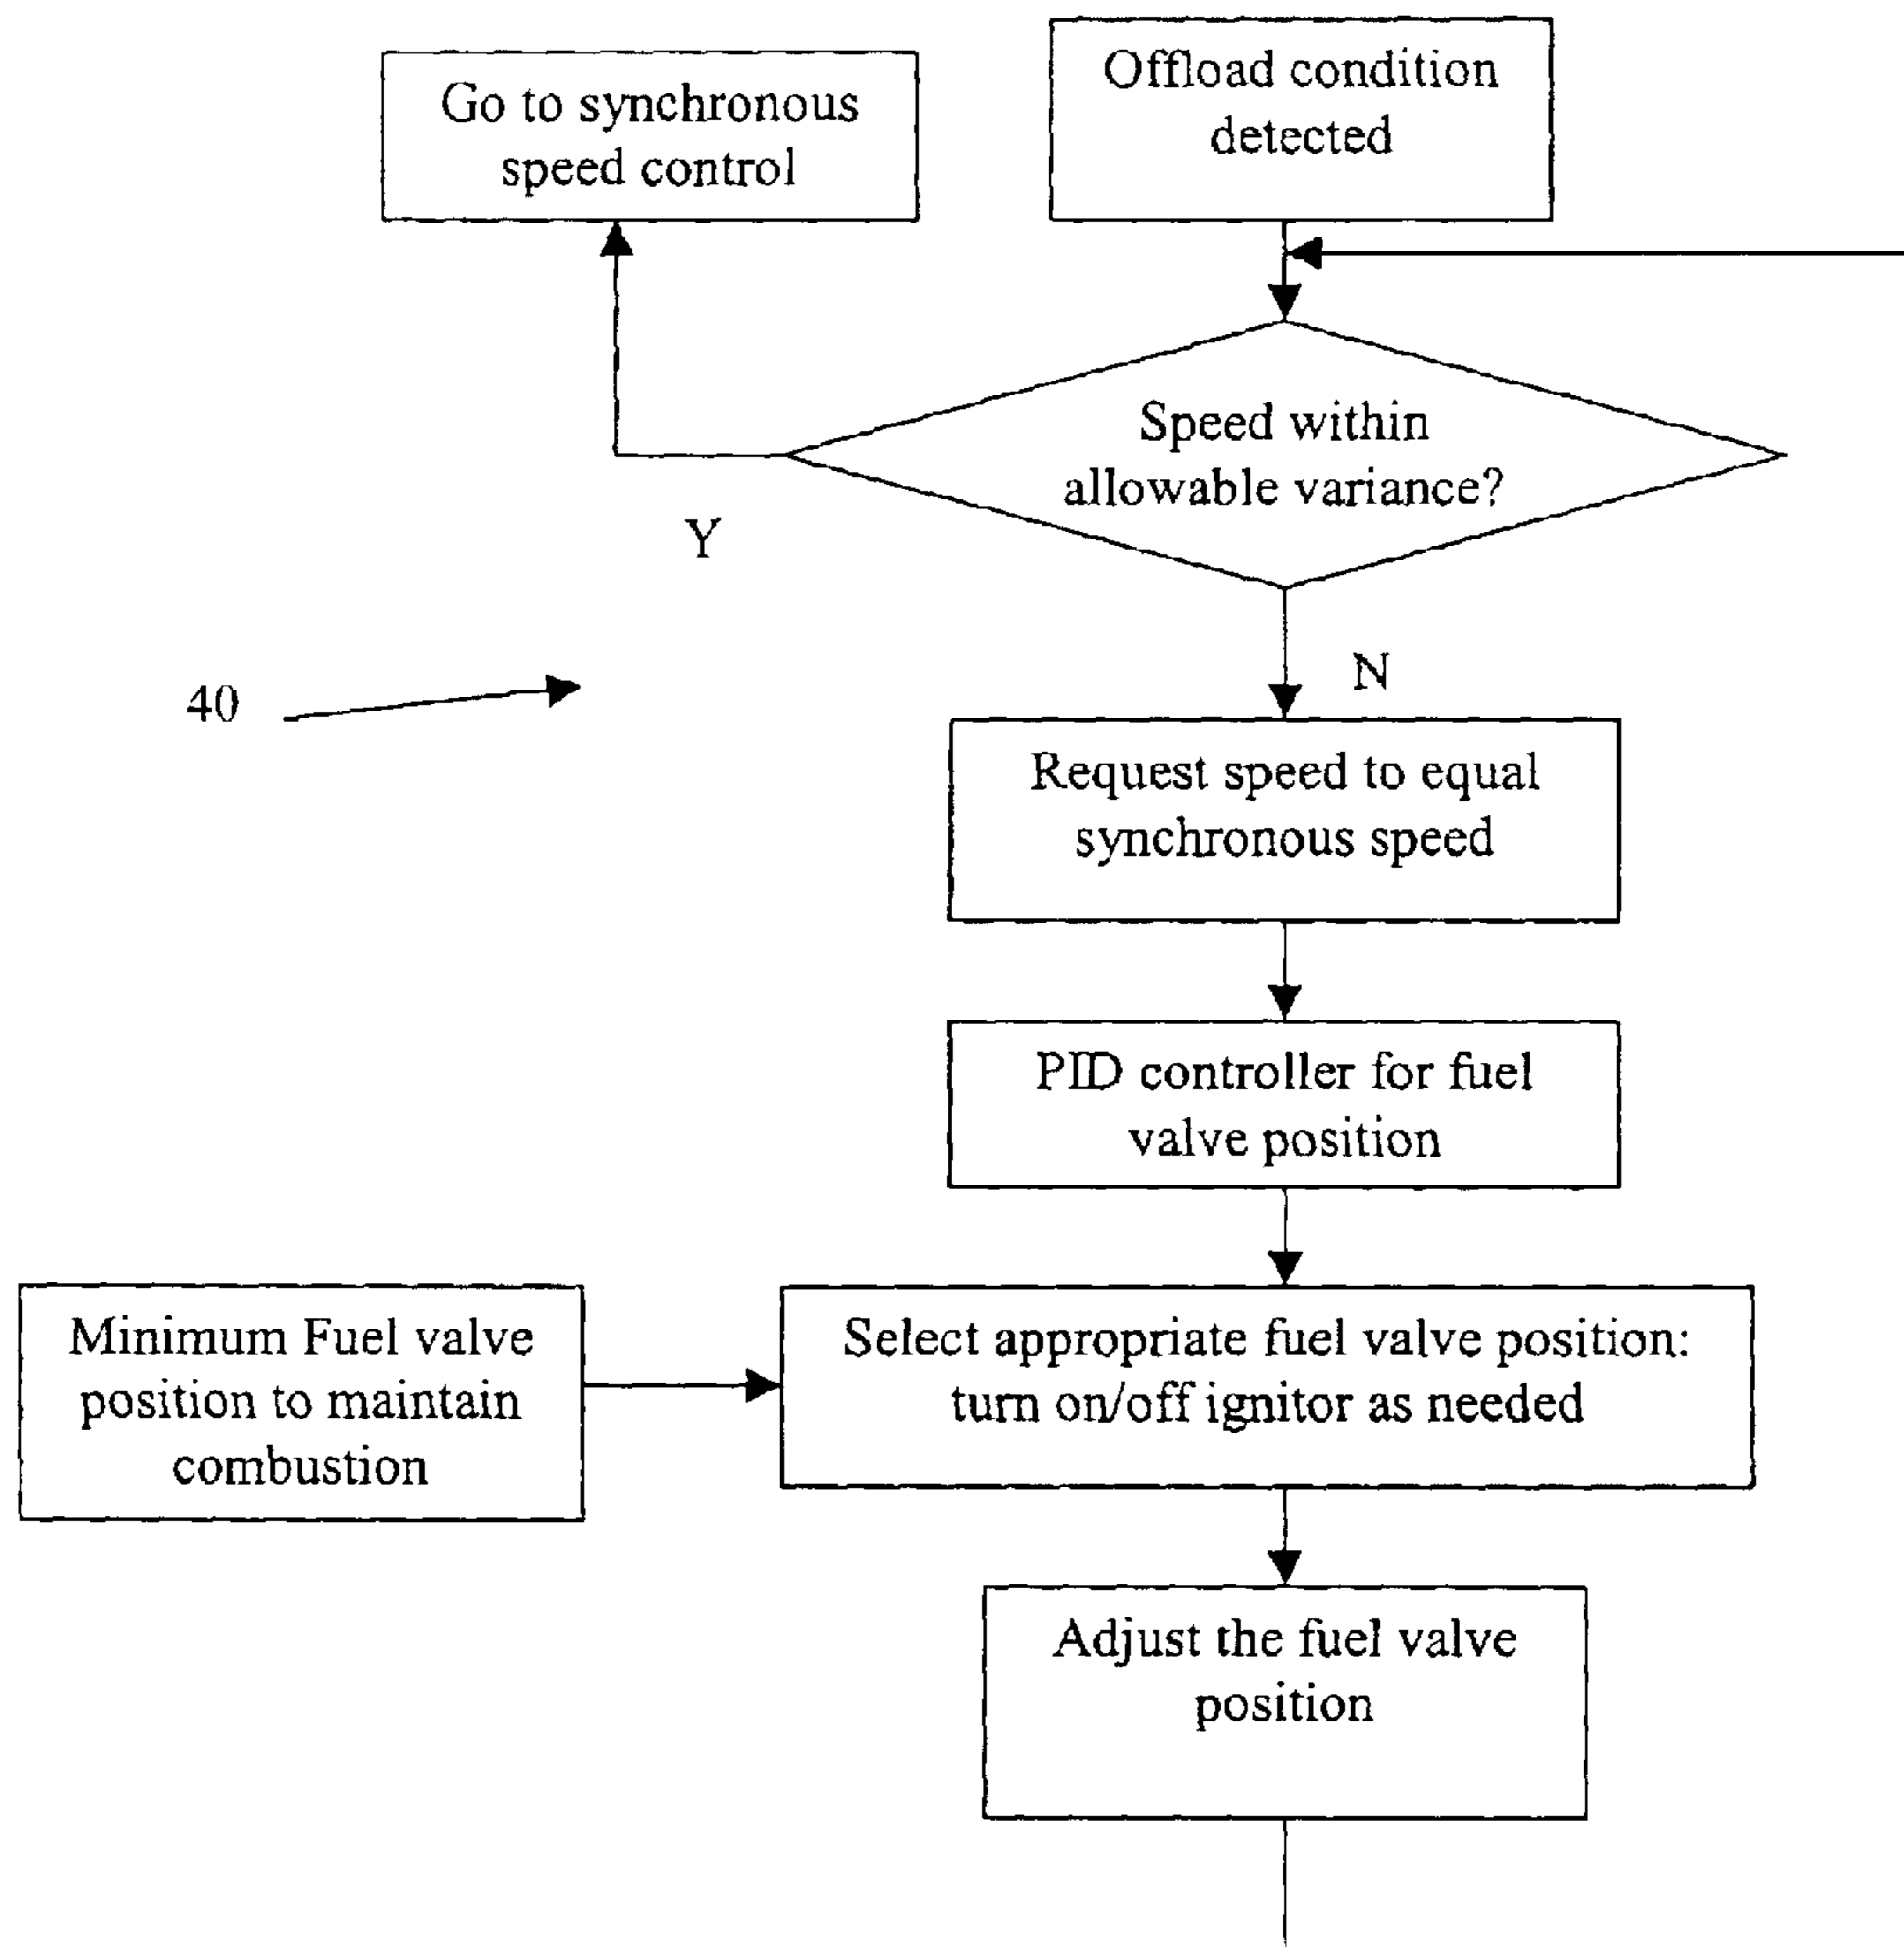 Offload condition
detected
Go to synchronous
speed control
Speed within
allowable variance?
Y
N
40
Request speed to equal
synchronous speed
PID controller for fuel
valve position
Minimum Fuel valve
position to maintain
combustion
Select appropriate fuel valve position:
turn on/off ignitor as needed
Adjust the fuel valve
position